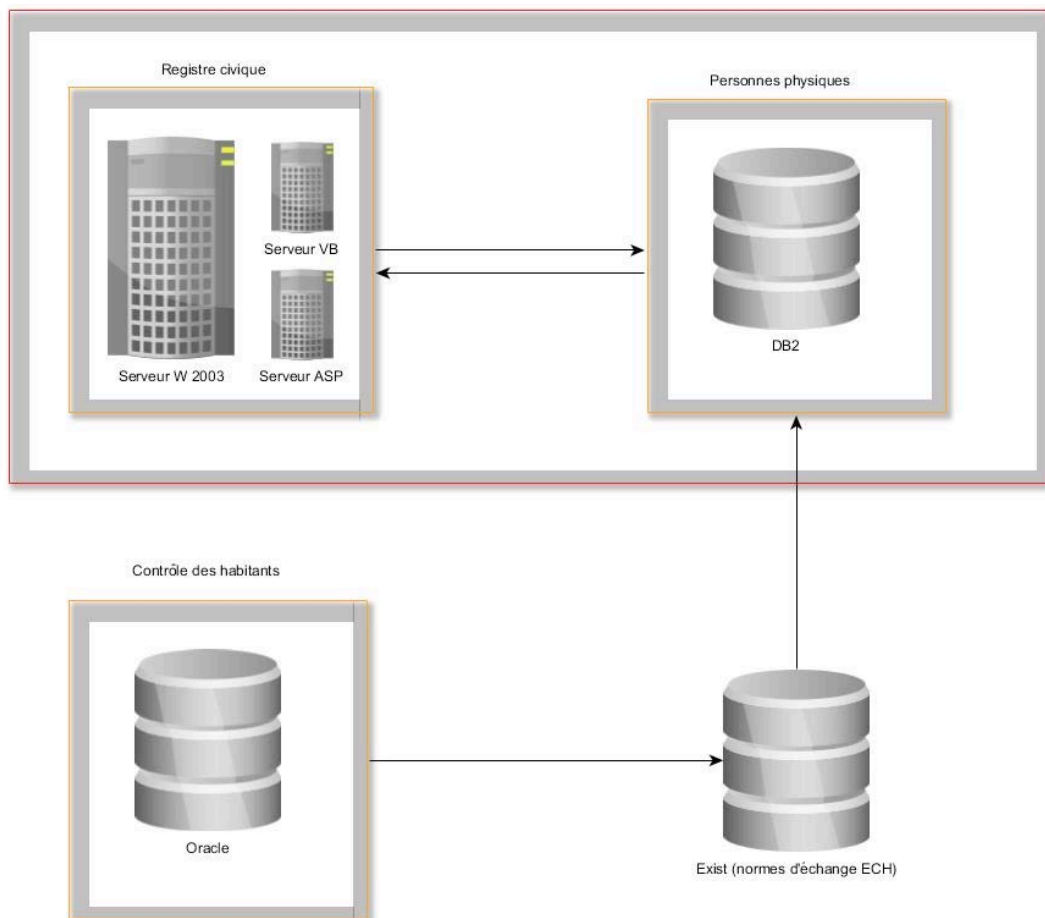 Registre civique
Personnes physiques
Serveur VB
Serveur W 2003
Serveur ASP
DB2
Contrôle des habitants
Oracle
Exist (normes d'échange ECH)